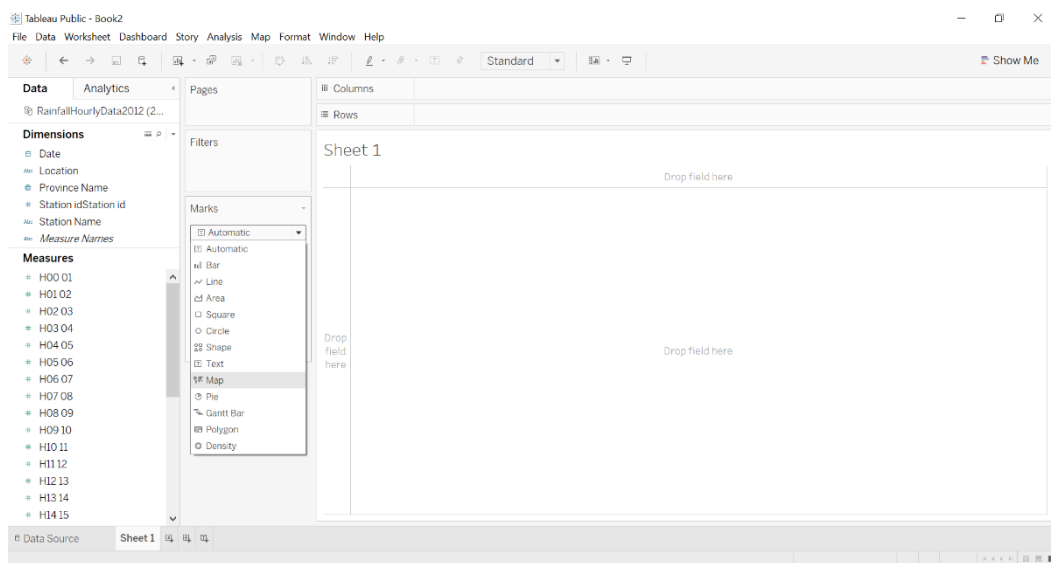 Tableau Public - Book2
File Data Worksheet Dashboard Story Analysis Map Format Window Help
Standard
Show Me
Data Analytics
RainfallHourlyData2012 (2...
Dimensions
Date
Abc Location
Province Name
# Station idStation id
Abc Station Name
Abc Measure Names
Measures
# H00 01
# H01 02
# H02 03
# H03 04
# H04 05
# H05 06
# H06 07
# H07 08
# H08 09
# H09 10
# H10 11
# H11 12
# H12 13
# H13 14
# H14 15
Pages
Filters
Marks
Automatic
Automatic
Bar
Line
Area
Square
Circle
Shape
Text
Map
Pie
Gantt Bar
Polygon
Density
Columns
Rows
Sheet 1
Drop field here
Drop
field
here
Drop field here
Data Source Sheet 1